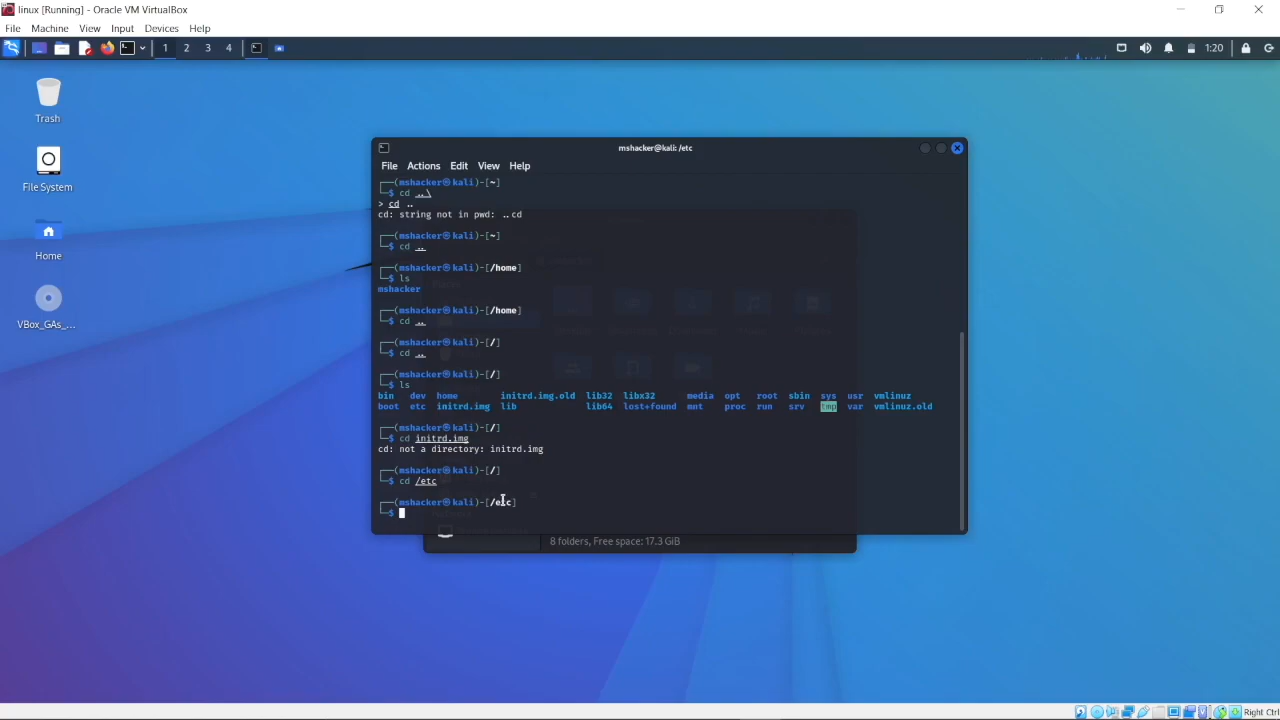 linux [Running] - Oracle VM VirtualBox
File Machine View Input Devices Help
1 2 3 4 1:20
Trash
File System
Home
VBox_GAs_...
mshacker@kali: /etc
File Actions Edit View Help
┌──(mshacker㉿kali)-[~]
└─$ cd ..\
> cd ..
cd: string not in pwd: ..cd
┌──(mshacker㉿kali)-[~]
└─$ cd ..
┌──(mshacker㉿kali)-[/home]
└─$ ls
mshacker
┌──(mshacker㉿kali)-[/home]
└─$ cd ..
┌──(mshacker㉿kali)-[/]
└─$ cd ..
┌──(mshacker㉿kali)-[/]
└─$ ls
bin dev home initrd.img.old lib32 libx32 media opt root sbin sys usr vmlinuz
boot etc initrd.img lib lib64 lost+found mnt proc run srv tmp var vmlinuz.old
┌──(mshacker㉿kali)-[/]
└─$ cd initrd.img
cd: not a directory: initrd.img
┌──(mshacker㉿kali)-[/]
└─$ cd /etc
┌──(mshacker㉿kali)-[/etc]
└─$
8 folders, Free space: 17.3 GiB
Right Ctrl